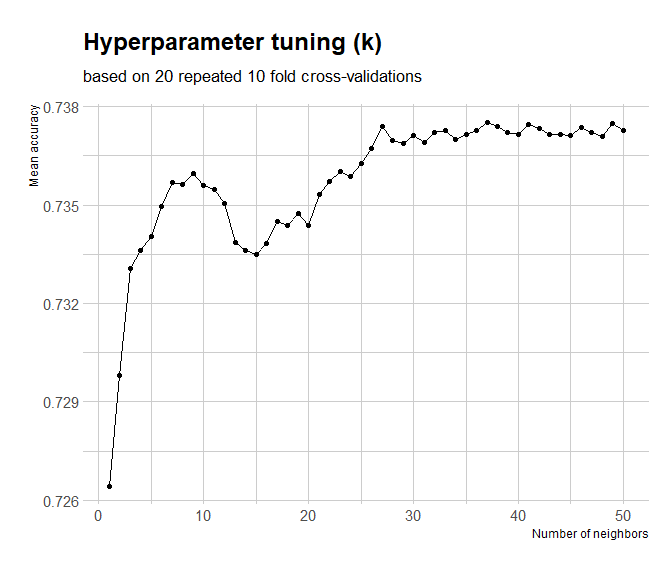 Hyperparameter tuning (k)
based on 20 repeated 10 fold cross-validations
Mean accuracy
0.738
0.735
0.732
0.729
0.726
0 10 20 30 40 50
Number of neighbors